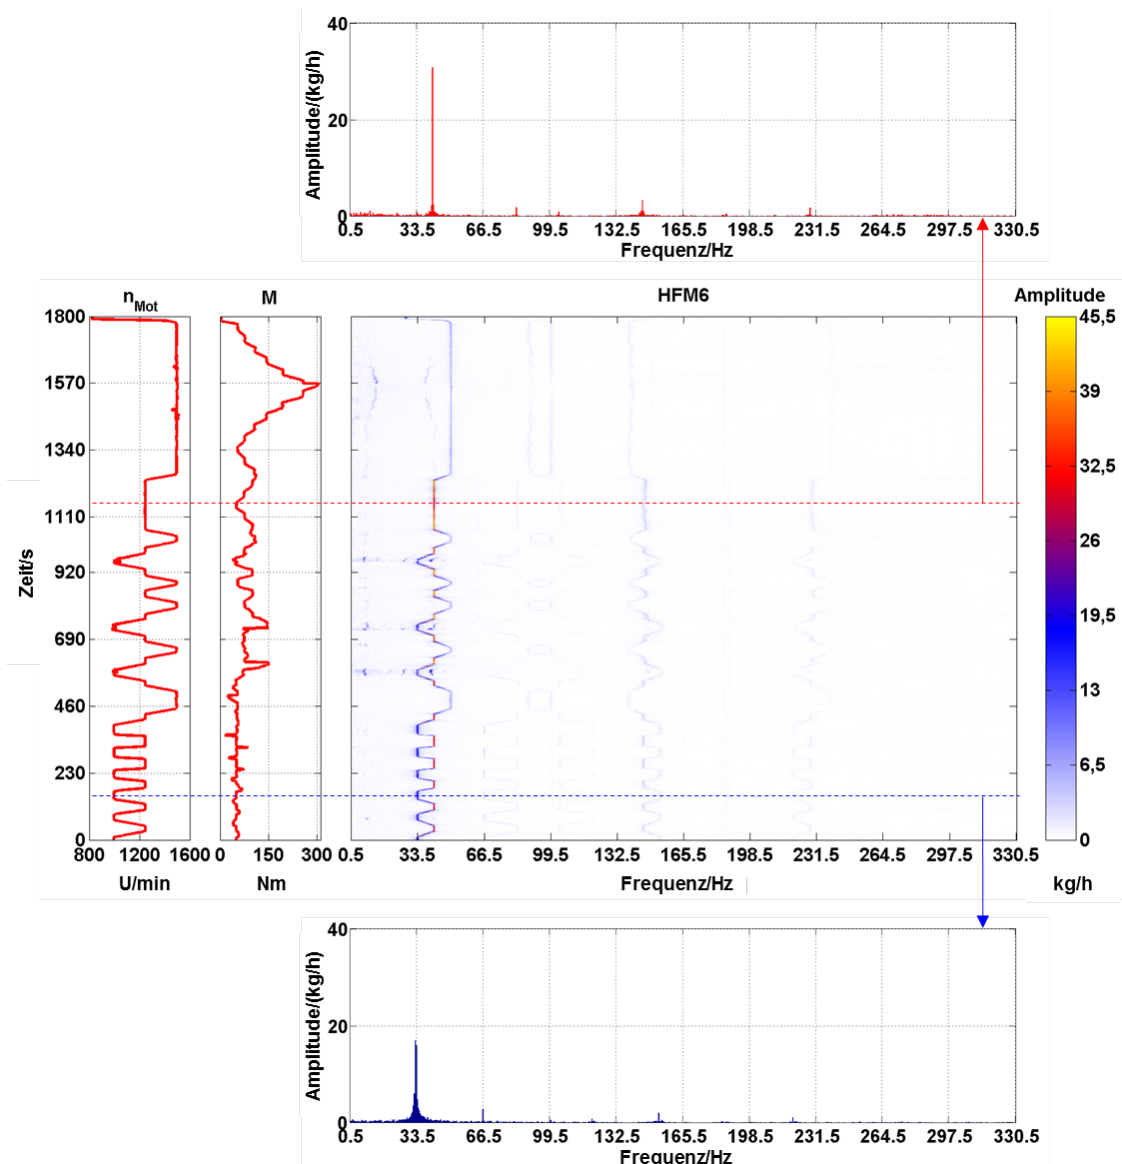 Amplitude/(kg/h)
40
20
0
0.5 33.5 66.5 99.5 132.5 165.5 198.5 231.5 264.5 297.5 330.5
Frequenz/Hz
nMot M HFM6 Amplitude
Zeit/s
1800
1570
1340
1110
920
690
460
230
0
45,5
39
32,5
26
19,5
13
6,5
0
800 1200 1600 0 150 300 0.5 33.5 66.5 99.5 132.5 165.5 198.5 231.5 264.5 297.5 330.5
U/min Nm Frequenz/Hz kg/h
Amplitude/(kg/h)
40
20
0
0.5 33.5 66.5 99.5 132.5 165.5 198.5 231.5 264.5 297.5 330.5
Frequenz/Hz